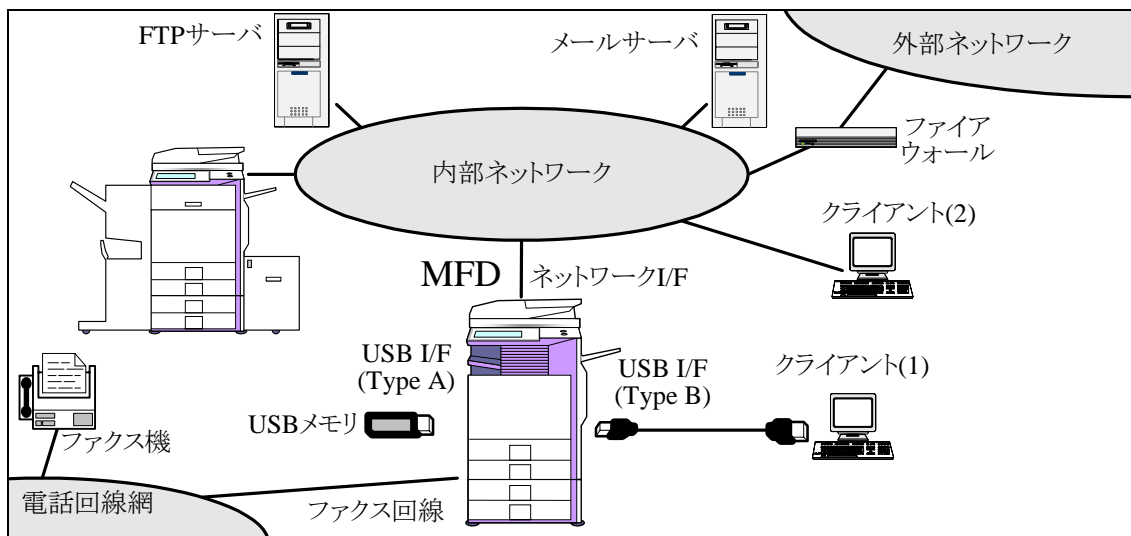 FTPサーバ
メールサーバ
外部ネットワーク
ファイア
ウォール
内部ネットワーク
クライアント(2)
MFD
ネットワークI/F
USB I/F
(Type A)
USB I/F
(Type B)
クライアント(1)
USBメモリ
ファクス機
電話回線網
ファクス回線